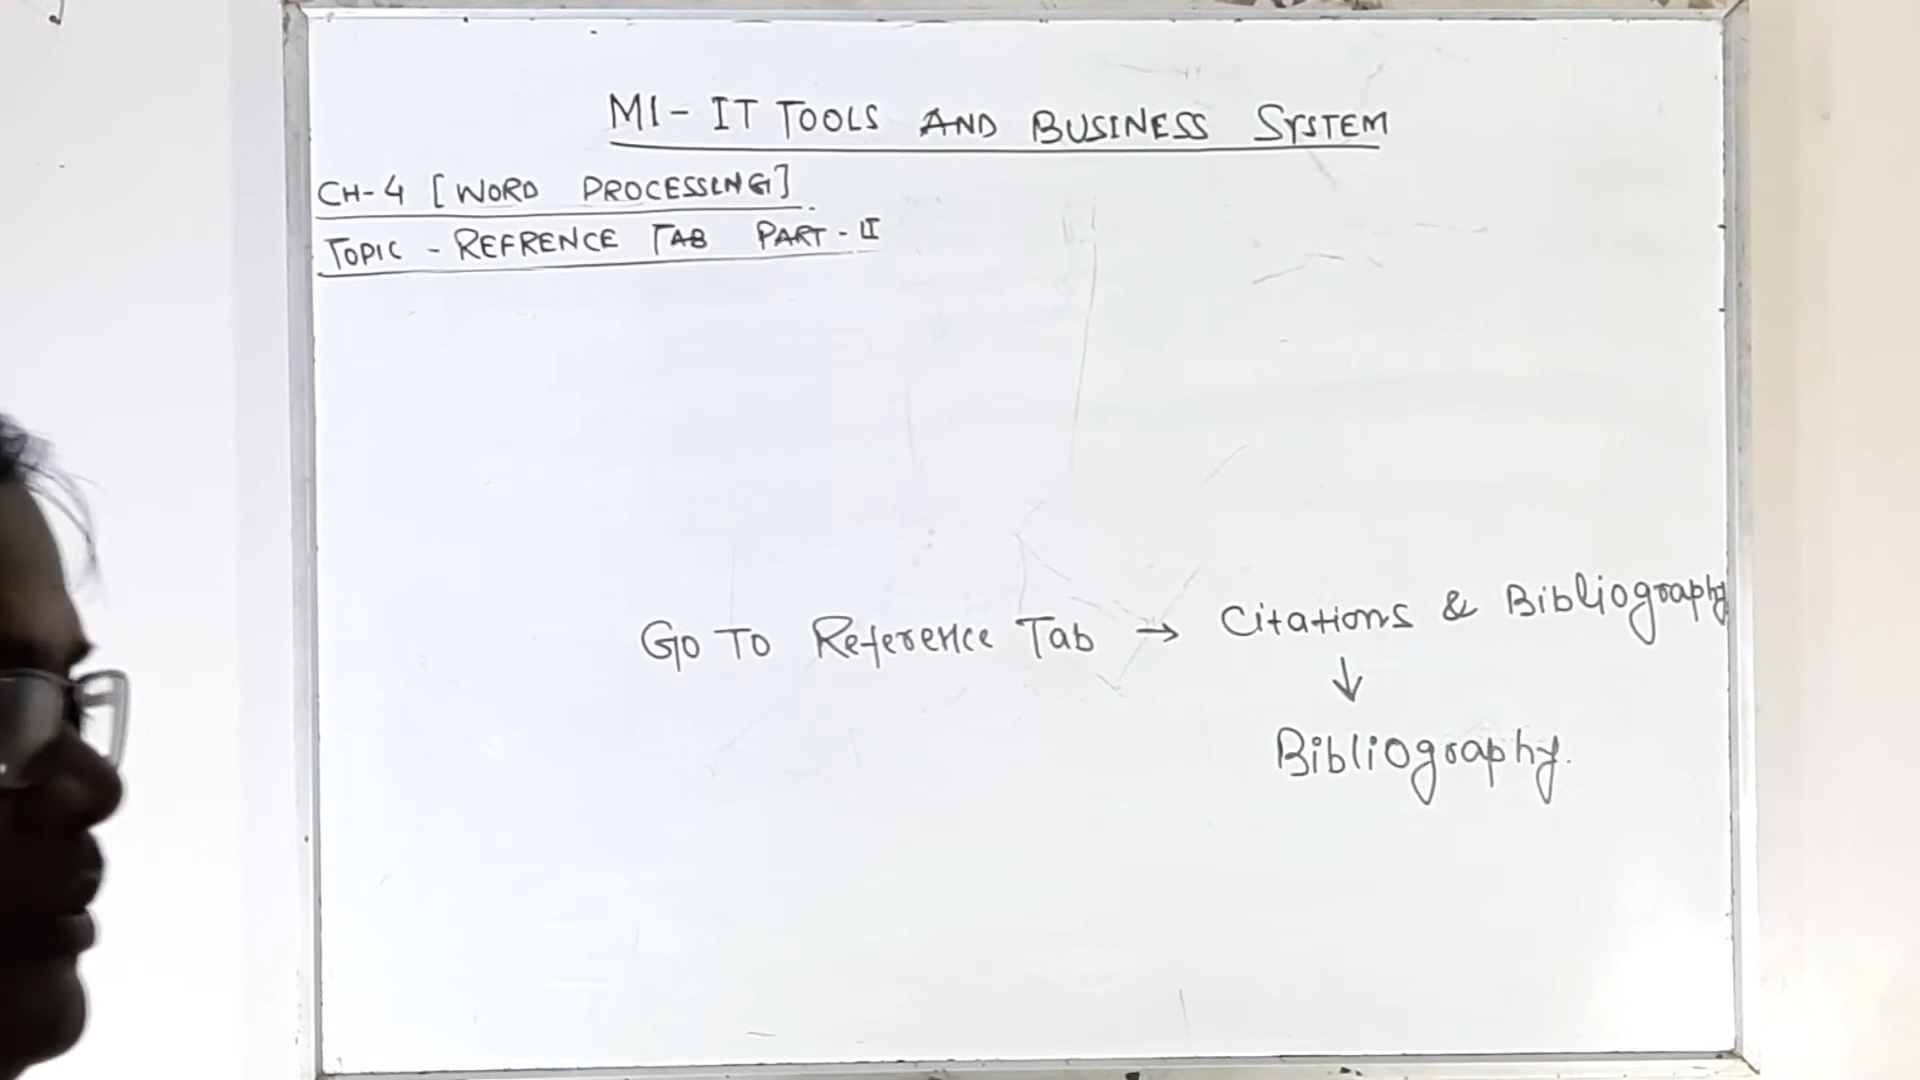 M1- IT TOOLS AND BUSINESS SYSTEM
CH-4 [WORD PROCESSING]
TOPIC - REFRENCE TAB PART - II
GO TO Reference Tab → Citations & Bibliography
↓
Bibliography.